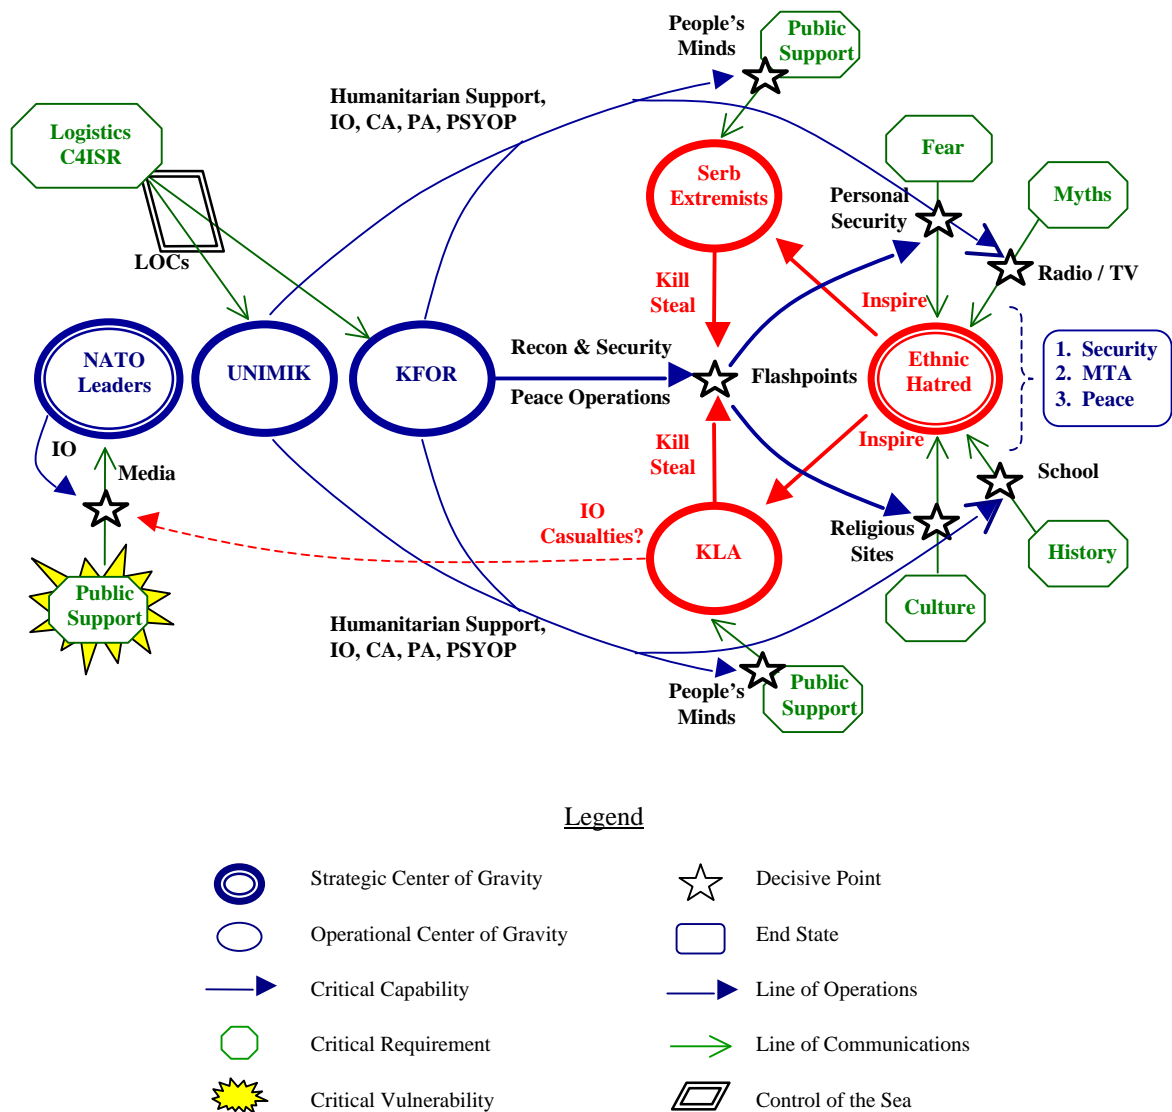 People's
Minds
Public
Support
Humanitarian Support,
IO, CA, PA, PSYOP
Logistics
C4ISR
Fear
Serb
Extremists
Personal
Security
Myths
LOCs
Radio / TV
Kill
Steal
Inspire
NATO
Leaders
UNIMIK
KFOR
Recon & Security
Peace Operations
Flashpoints
Ethnic
Hatred
1. Security
2. MTA
3. Peace
IO
Media
Kill
Steal
Inspire
School
IO
Casualties?
KLA
Religious
Sites
History
Public
Support
Culture
Humanitarian Support,
IO, CA, PA, PSYOP
People's
Minds
Public
Support
Legend
Strategic Center of Gravity
Decisive Point
Operational Center of Gravity
End State
Critical Capability
Line of Operations
Critical Requirement
Line of Communications
Critical Vulnerability
Control of the Sea